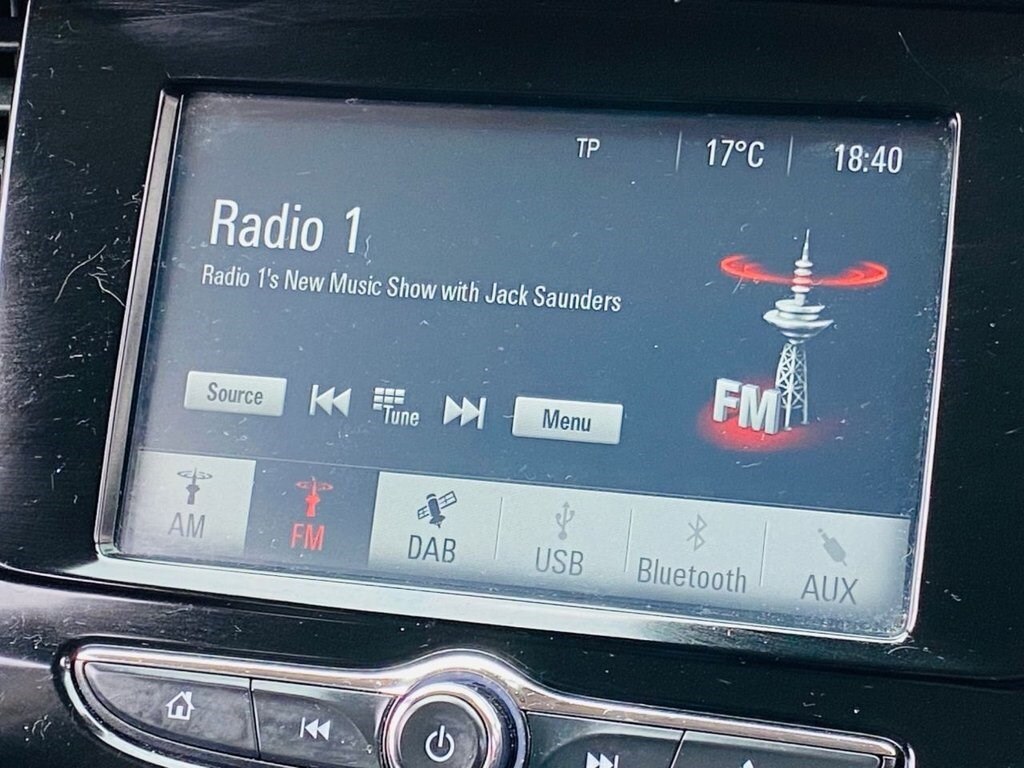 TP 17°C 18:40
Radio 1
Radio 1's New Music Show with Jack Saunders
FM
Source Tune Menu
AM FM DAB USB Bluetooth AUX